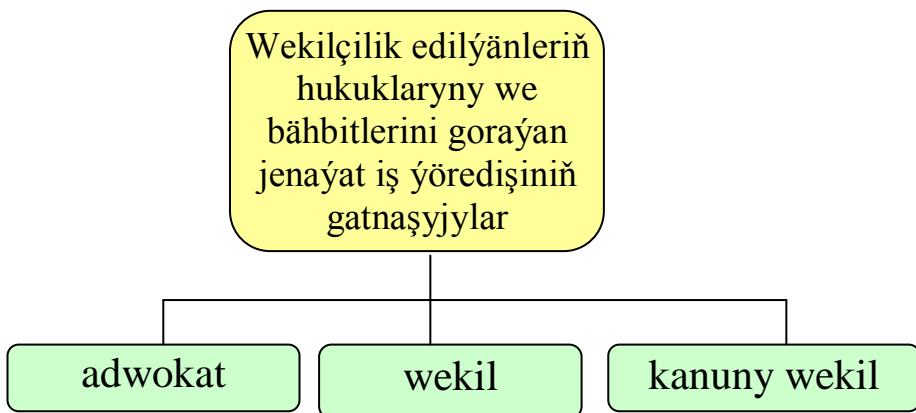 Wekilçilik edilýänleriň
hukuklaryny we
bähbitlerini goraýan
jenaýat iş ýöredişiniň
gatnaşyjylar
adwokat
wekil
kanuny wekil